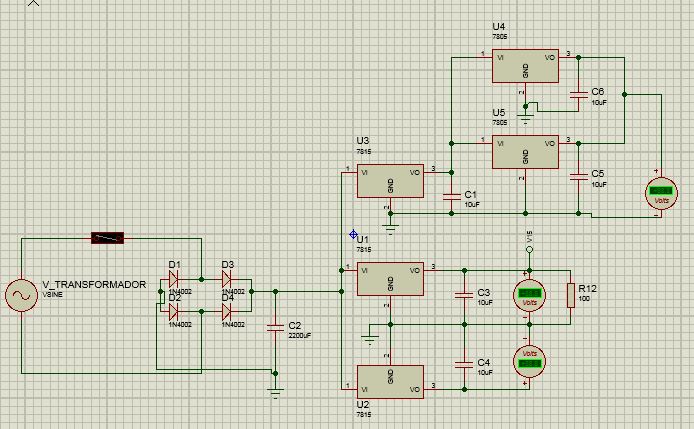 U4
7805
1 VI VO 3
GND
2
C6
10uF
U5
7805
VI VO 3
GND
2
C5
10uF
+
Volts
-
U3
7815
1 VI VO 3
GND
2
C1
10uF
V15
U1
7815
1 VI VO 3
GND
2
C3
10uF
+
Volts
-
R12
100
V_TRANSFORMADOR
VSINE
D1
1N4002
D3
1N4002
D2
1N4002
D4
1N4002
C2
2200uF
2
GND
1 VI VO 3
U2
7815
C4
10uF
-
Volts
+